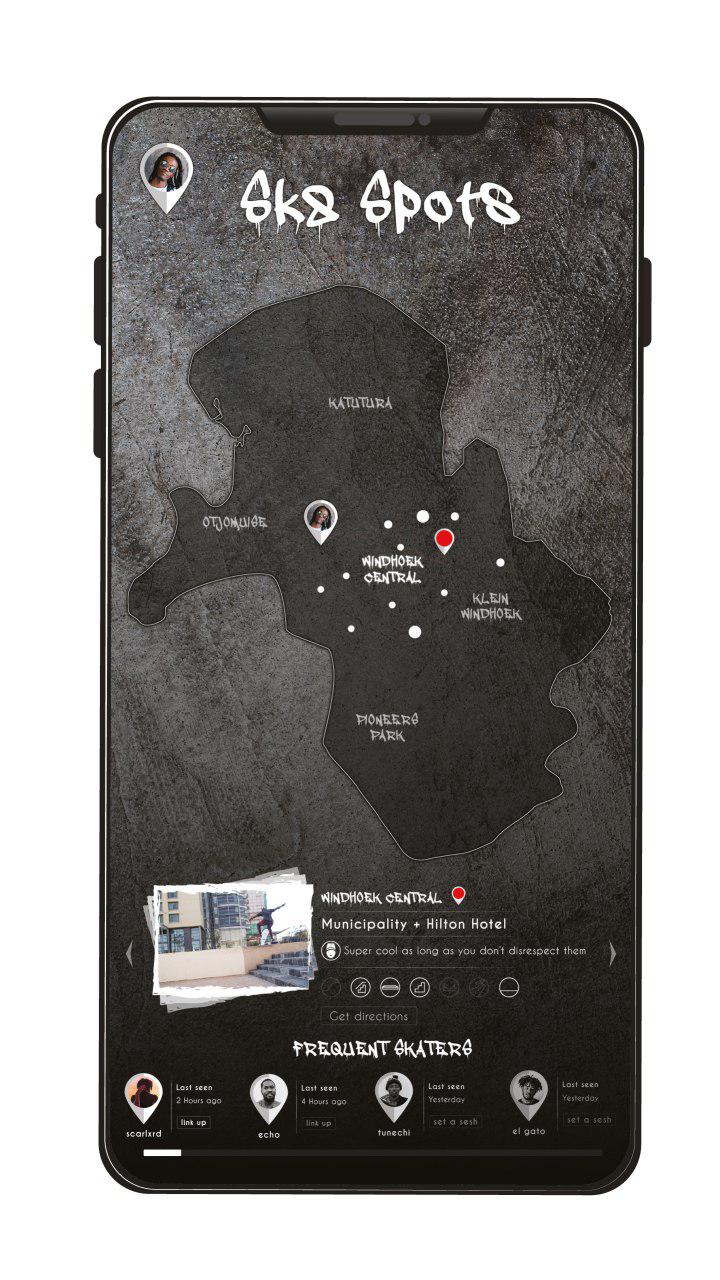 Sk8 Spots
KATUTURA
OTJOMUISE
WINDHOEK
CENTRAL
KLEIN
WINDHOEK
PIONEERS
PARK
WINDHOEK CENTRAL
Municipality + Hilton Hotel
Super cool as long as you don't disrespect them
Get directions
FREQUENT SKATERS
Last seen
2 Hours ago
link up
scarlxrd
Last seen
4 Hours ago
link up
echo
Last seen
Yesterday
set a sesh
tunechi
Last seen
Yesterday
set a sesh
el gato